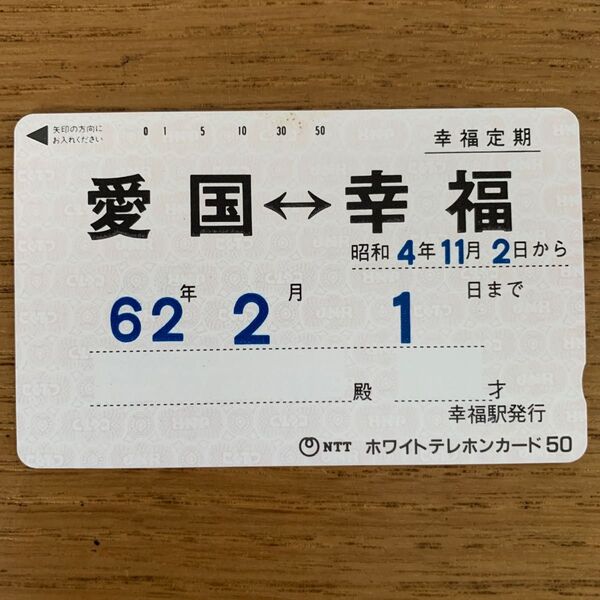 矢印の方向に
お入れください
0 1 5 10 30 50
幸福定期
愛国↔幸福
昭和 4年11月 2日から
62年 2月 1日まで
殿 才
幸福駅発行
NTT ホワイトテレホンカード50